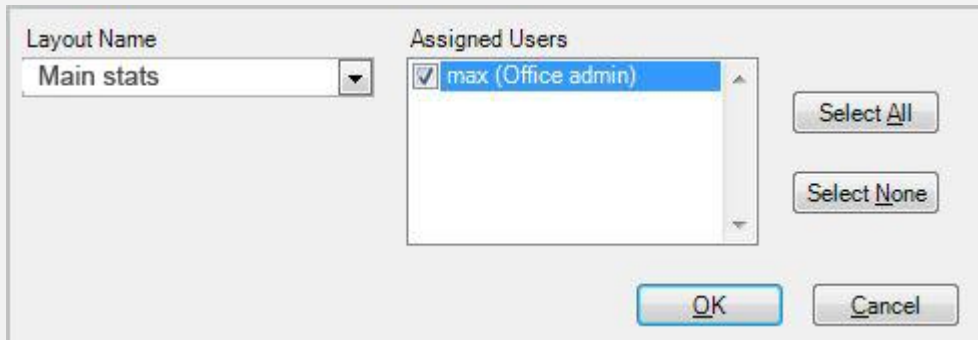 Layout Name
Main stats
Assigned Users
max (Office admin)
Select All
Select None
OK
Cancel